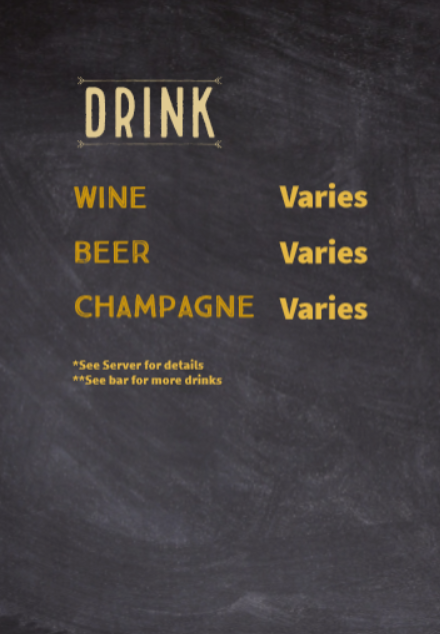 DRINK
WINE Varies
BEER Varies
CHAMPAGNE Varies
*See Server for details
**See bar for more drinks